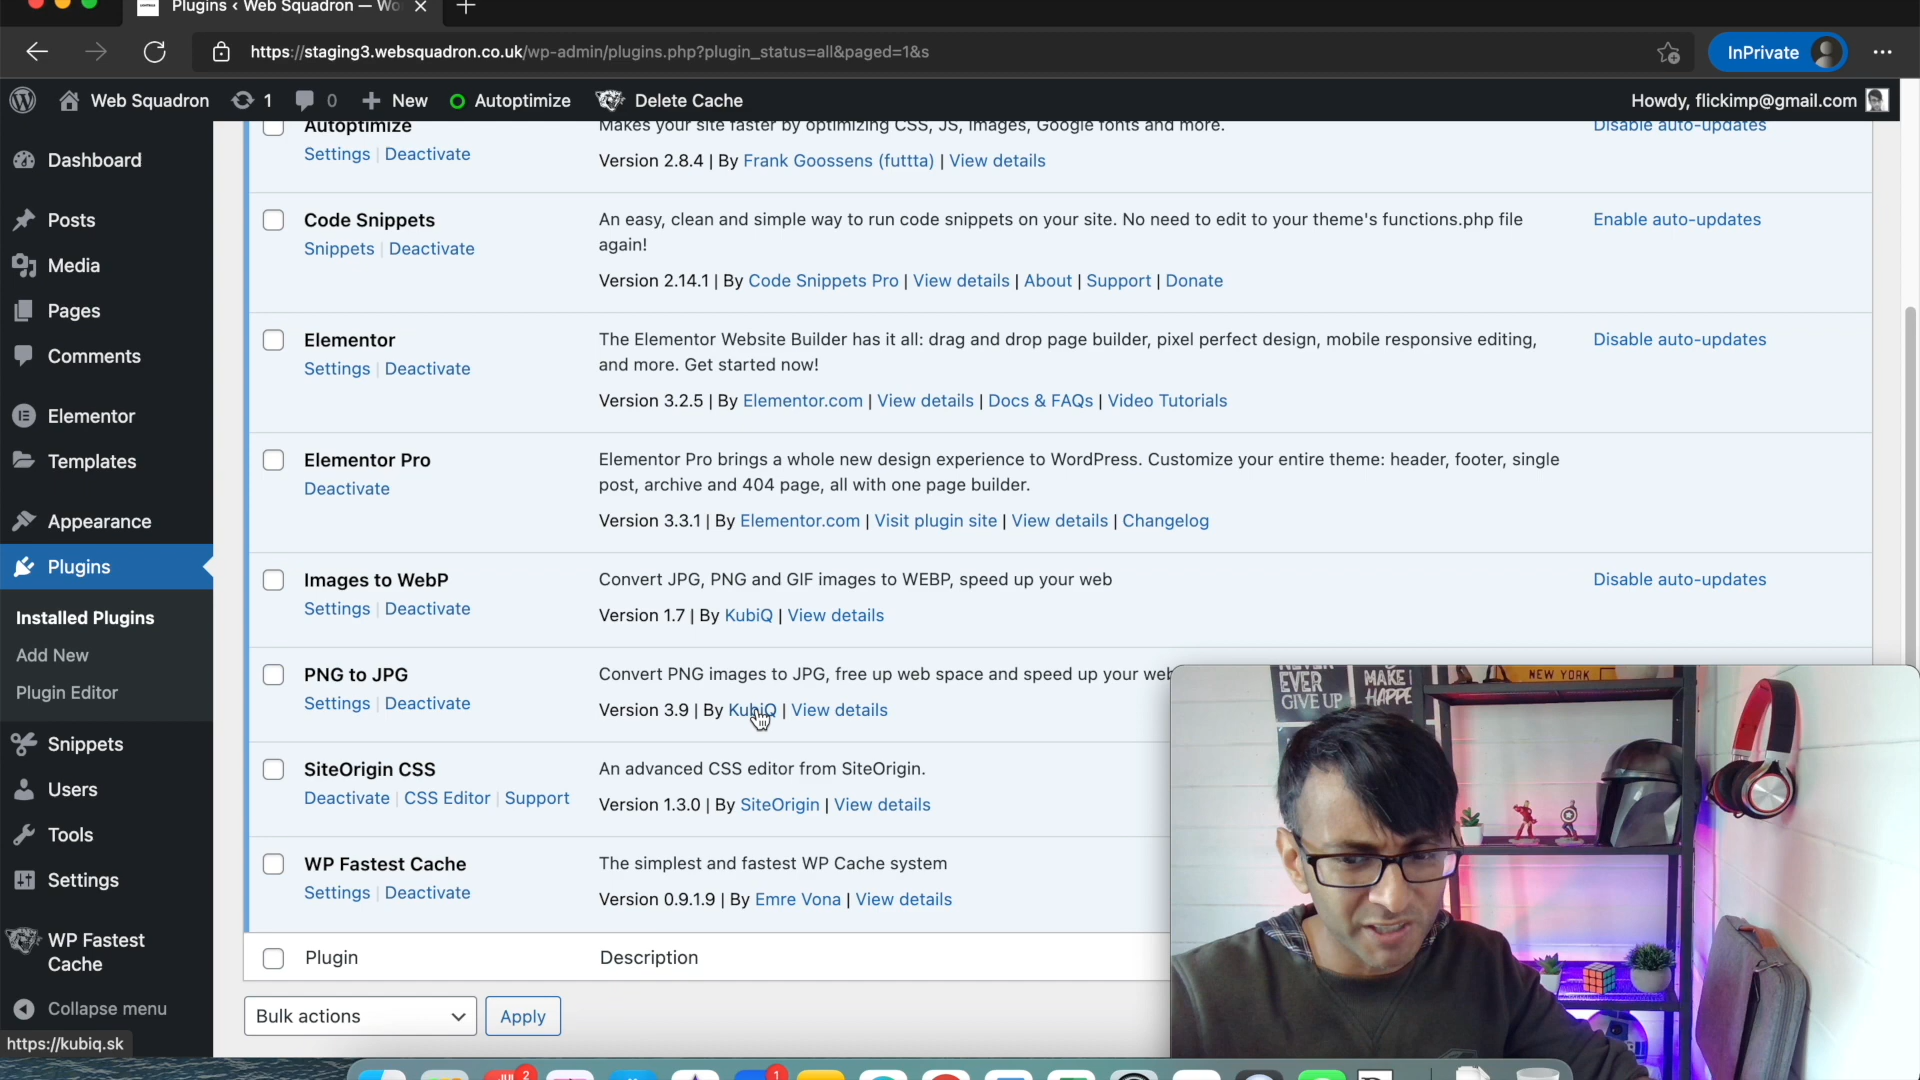 Plugins < Web Squadron — Wo
https://staging3.websquadron.co.uk/wp-admin/plugins.php?plugin_status=all&paged=1&s
InPrivate
Web Squadron
1
0
New
Autoptimize
Delete Cache
Howdy, flickimp@gmail.com
Dashboard
Posts
Media
Pages
Comments
Elementor
Templates
Appearance
Plugins
Installed Plugins
Add New
Plugin Editor
Snippets
Users
Tools
Settings
WP Fastest
Cache
Collapse menu
https://kubiq.sk
Autoptimize
Makes your site faster by optimizing CSS, JS, Images, Google fonts and more.
Disable auto-updates
Settings | Deactivate
Version 2.8.4 | By Frank Goossens (futtta) | View details
Code Snippets
An easy, clean and simple way to run code snippets on your site. No need to edit to your theme's functions.php file
again!
Enable auto-updates
Snippets | Deactivate
Version 2.14.1 | By Code Snippets Pro | View details | About | Support | Donate
Elementor
The Elementor Website Builder has it all: drag and drop page builder, pixel perfect design, mobile responsive editing,
and more. Get started now!
Disable auto-updates
Settings | Deactivate
Version 3.2.5 | By Elementor.com | View details | Docs & FAQs | Video Tutorials
Elementor Pro
Elementor Pro brings a whole new design experience to WordPress. Customize your entire theme: header, footer, single
post, archive and 404 page, all with one page builder.
Deactivate
Version 3.3.1 | By Elementor.com | Visit plugin site | View details | Changelog
Images to WebP
Convert JPG, PNG and GIF images to WEBP, speed up your web
Disable auto-updates
Settings | Deactivate
Version 1.7 | By KubiQ | View details
PNG to JPG
Convert PNG images to JPG, free up web space and speed up your web
Settings | Deactivate
Version 3.9 | By KubiQ | View details
SiteOrigin CSS
An advanced CSS editor from SiteOrigin.
Deactivate | CSS Editor | Support
Version 1.3.0 | By SiteOrigin | View details
WP Fastest Cache
The simplest and fastest WP Cache system
Settings | Deactivate
Version 0.9.1.9 | By Emre Vona | View details
Plugin
Description
Bulk actions
Apply
NEVER
EVER
GIVE UP
MAKE
HAPPE
NEW YORK
2
1